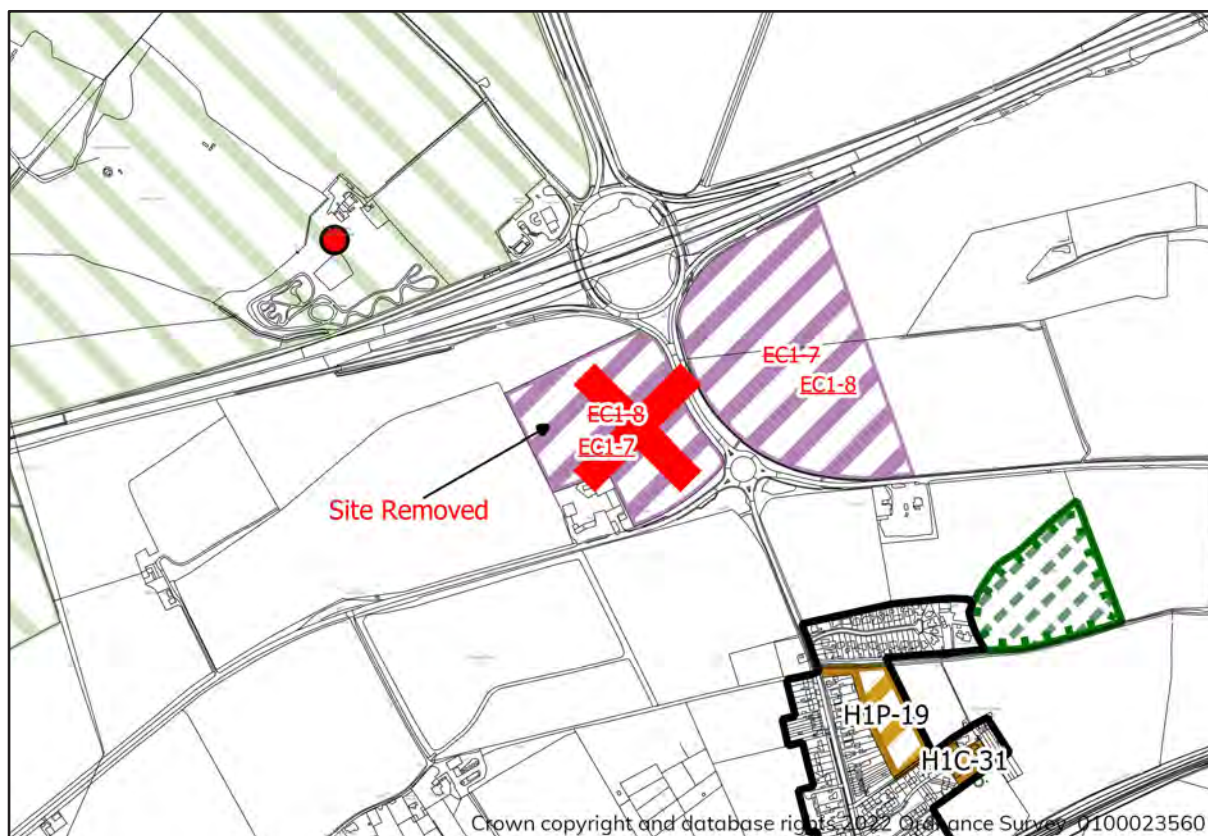 EC1-7
EC1-8
EC1-8
EC1-7
Site Removed
H1P-19
H1C-31
Crown copyright and database rights 2022 Ordnance Survey 0100023560